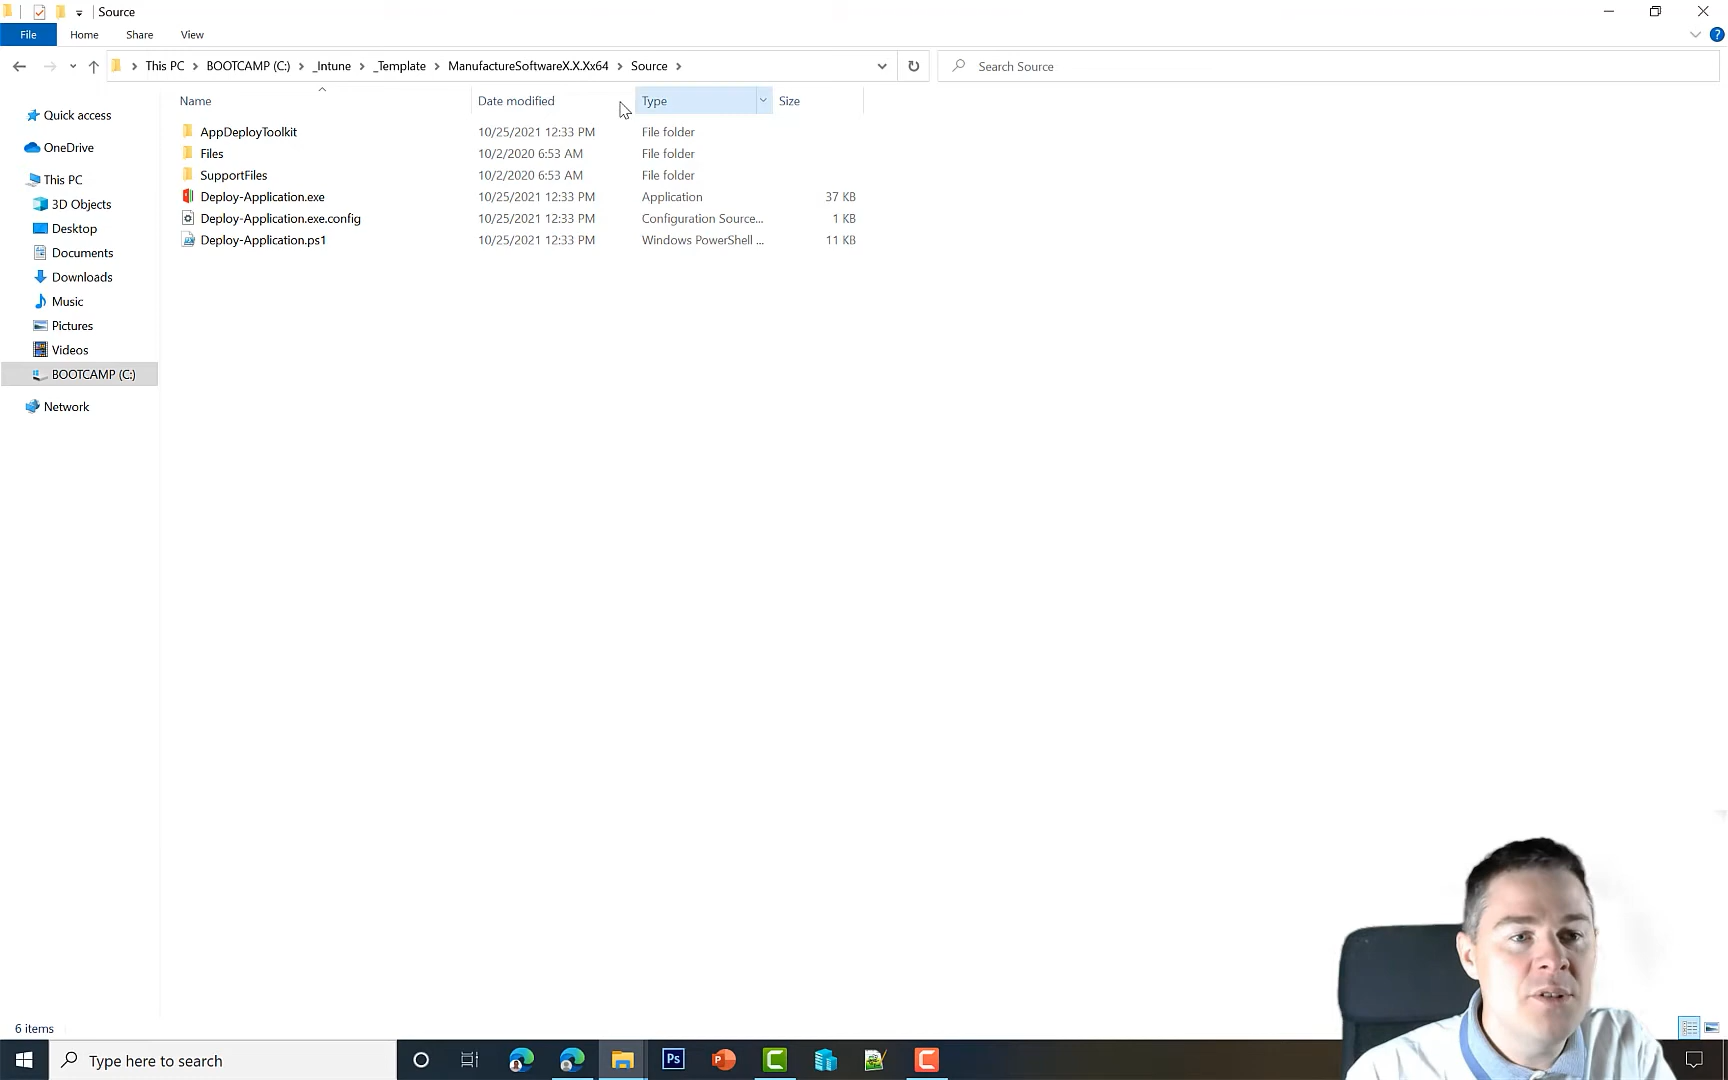 Source
File Home Share View
This PC BOOTCAMP (C:) _Intune _Template ManufactureSoftwareX.X.Xx64 Source Search Source
Name Date modified Type Size
Quick access
OneDrive
This PC
3D Objects
Desktop
Documents
Downloads
Music
Pictures
Videos
BOOTCAMP (C:)
Network
AppDeployToolkit 10/25/2021 12:33 PM File folder
Files 10/2/2020 6:53 AM File folder
SupportFiles 10/2/2020 6:53 AM File folder
Deploy-Application.exe 10/25/2021 12:33 PM Application 37 KB
Deploy-Application.exe.config 10/25/2021 12:33 PM Configuration Source... 1 KB
Deploy-Application.ps1 10/25/2021 12:33 PM Windows PowerShell ... 11 KB
6 items
Type here to search
Ps
P
C
C